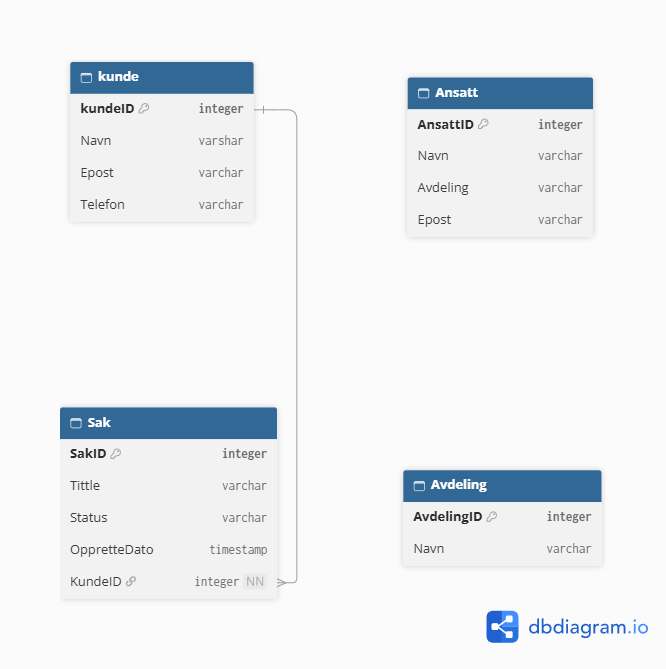 kunde
kundeID integer
Navn varshar
Epost varchar
Telefon varchar
Ansatt
AnsattID integer
Navn varchar
Avdeling varchar
Epost varchar
Sak
SakID integer
Tittle varchar
Status varchar
OppretteDato timestamp
KundeID integer NN
Avdeling
AvdelingID integer
Navn varchar
dbdiagram.io